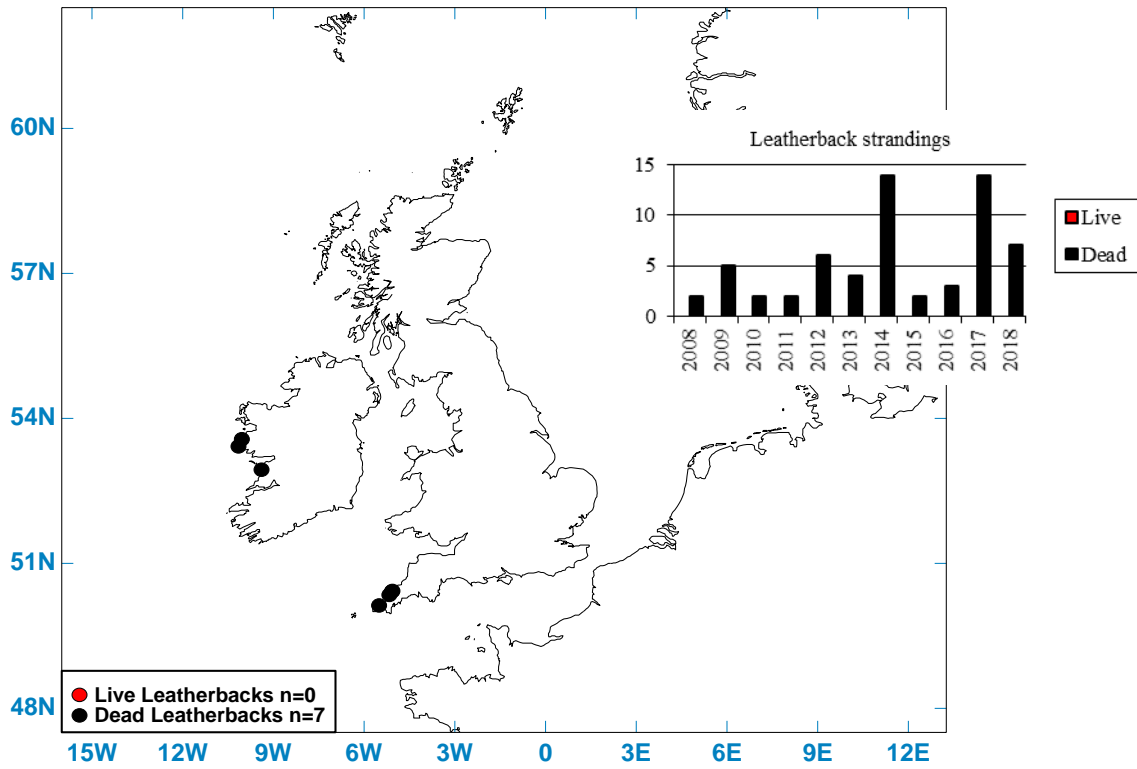 60N
57N
54N
51N
48N
15W 12W 9W 6W 3W 0 3E 6E 9E 12E
Leatherback strandings
15
10
5
0
2008 2009 2010 2011 2012 2013 2014 2015 2016 2017 2018
Live
Dead
Live Leatherbacks n=0
Dead Leatherbacks n=7